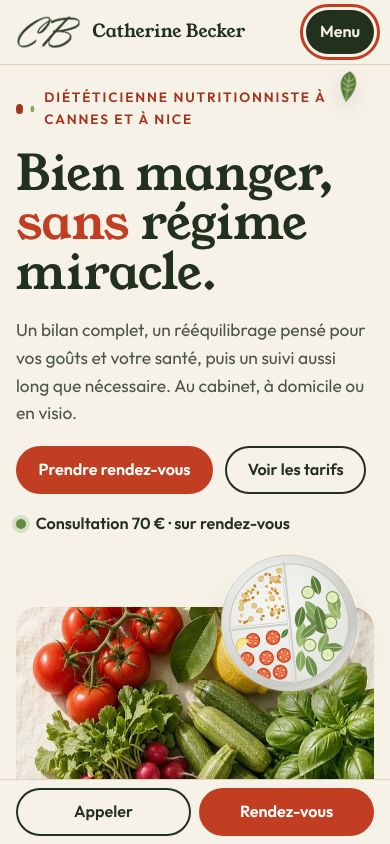 CB Catherine Becker
Menu
DIÉTÉTICIENNE NUTRITIONNISTE À
CANNES ET À NICE
Bien manger,
sans régime
miracle.
Un bilan complet, un rééquilibrage pensé pour
vos goûts et votre santé, puis un suivi aussi
long que nécessaire. Au cabinet, à domicile ou
en visio.
Prendre rendez-vous
Voir les tarifs
Consultation 70 € · sur rendez-vous
Appeler
Rendez-vous